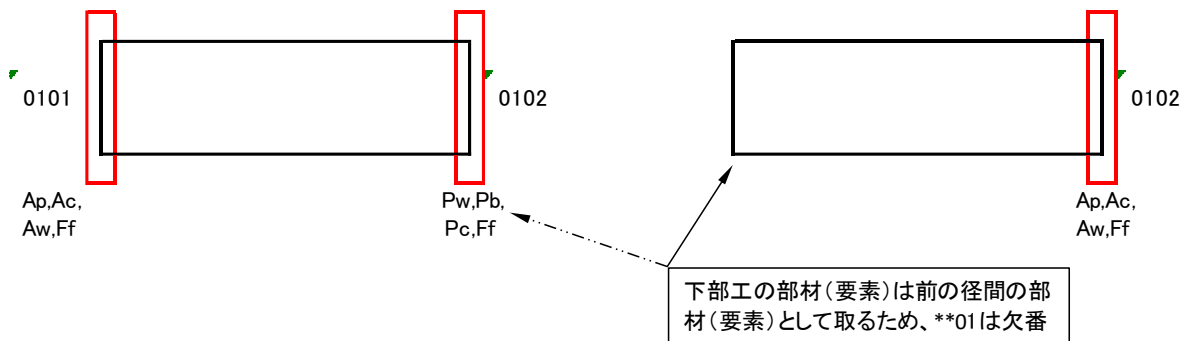 0101
0102
0102
Ap,Ac,
Aw,Ff
Pw,Pb,
Pc,Ff
Ap,Ac,
Aw,Ff
下部工の部材(要素)は前の径間の部
材(要素)として取るため、**01は欠番